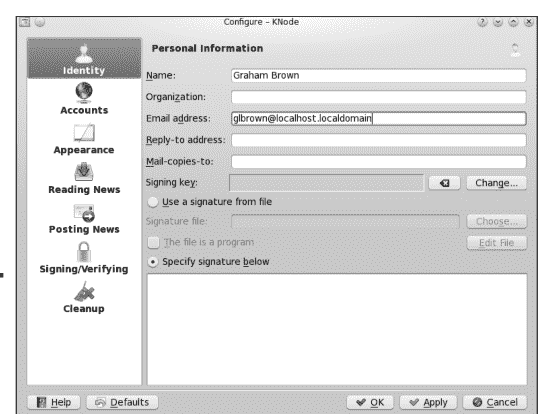 Configure – KNode
Identity
Accounts
Appearance
Reading News
Posting News
Signing/Verifying
Cleanup
Personal Information
Name: Graham Brown
Organization:
Email address: glbrown@localhost.localdomain
Reply-to address:
Mail-copies-to:
Signing key: Change...
Use a signature from file
Signature file: Choose...
The file is a program Edit File
Specify signature below
Help Defaults OK Apply Cancel